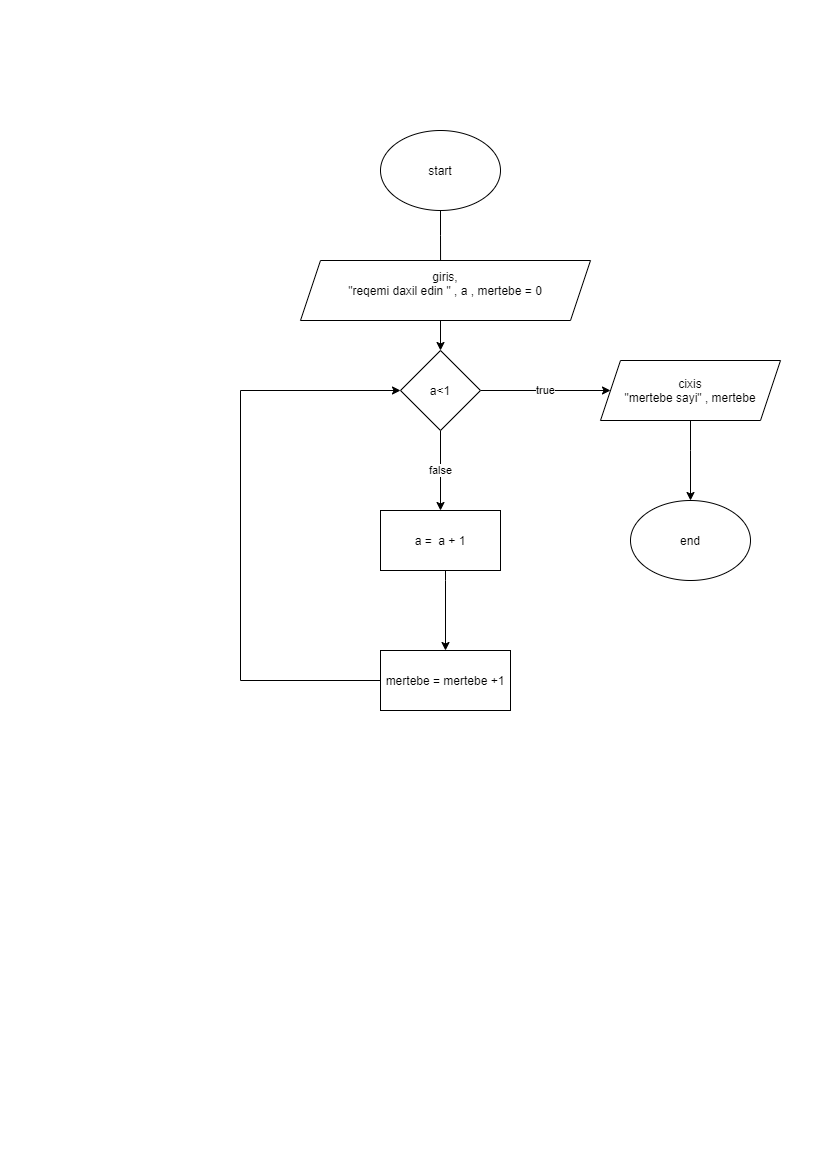 start
giris,
"reqemi daxil edin " , a , mertebe = 0
a<1
true
cixis
"mertebe sayi" , mertebe
false
a =  a + 1
end
mertebe = mertebe +1